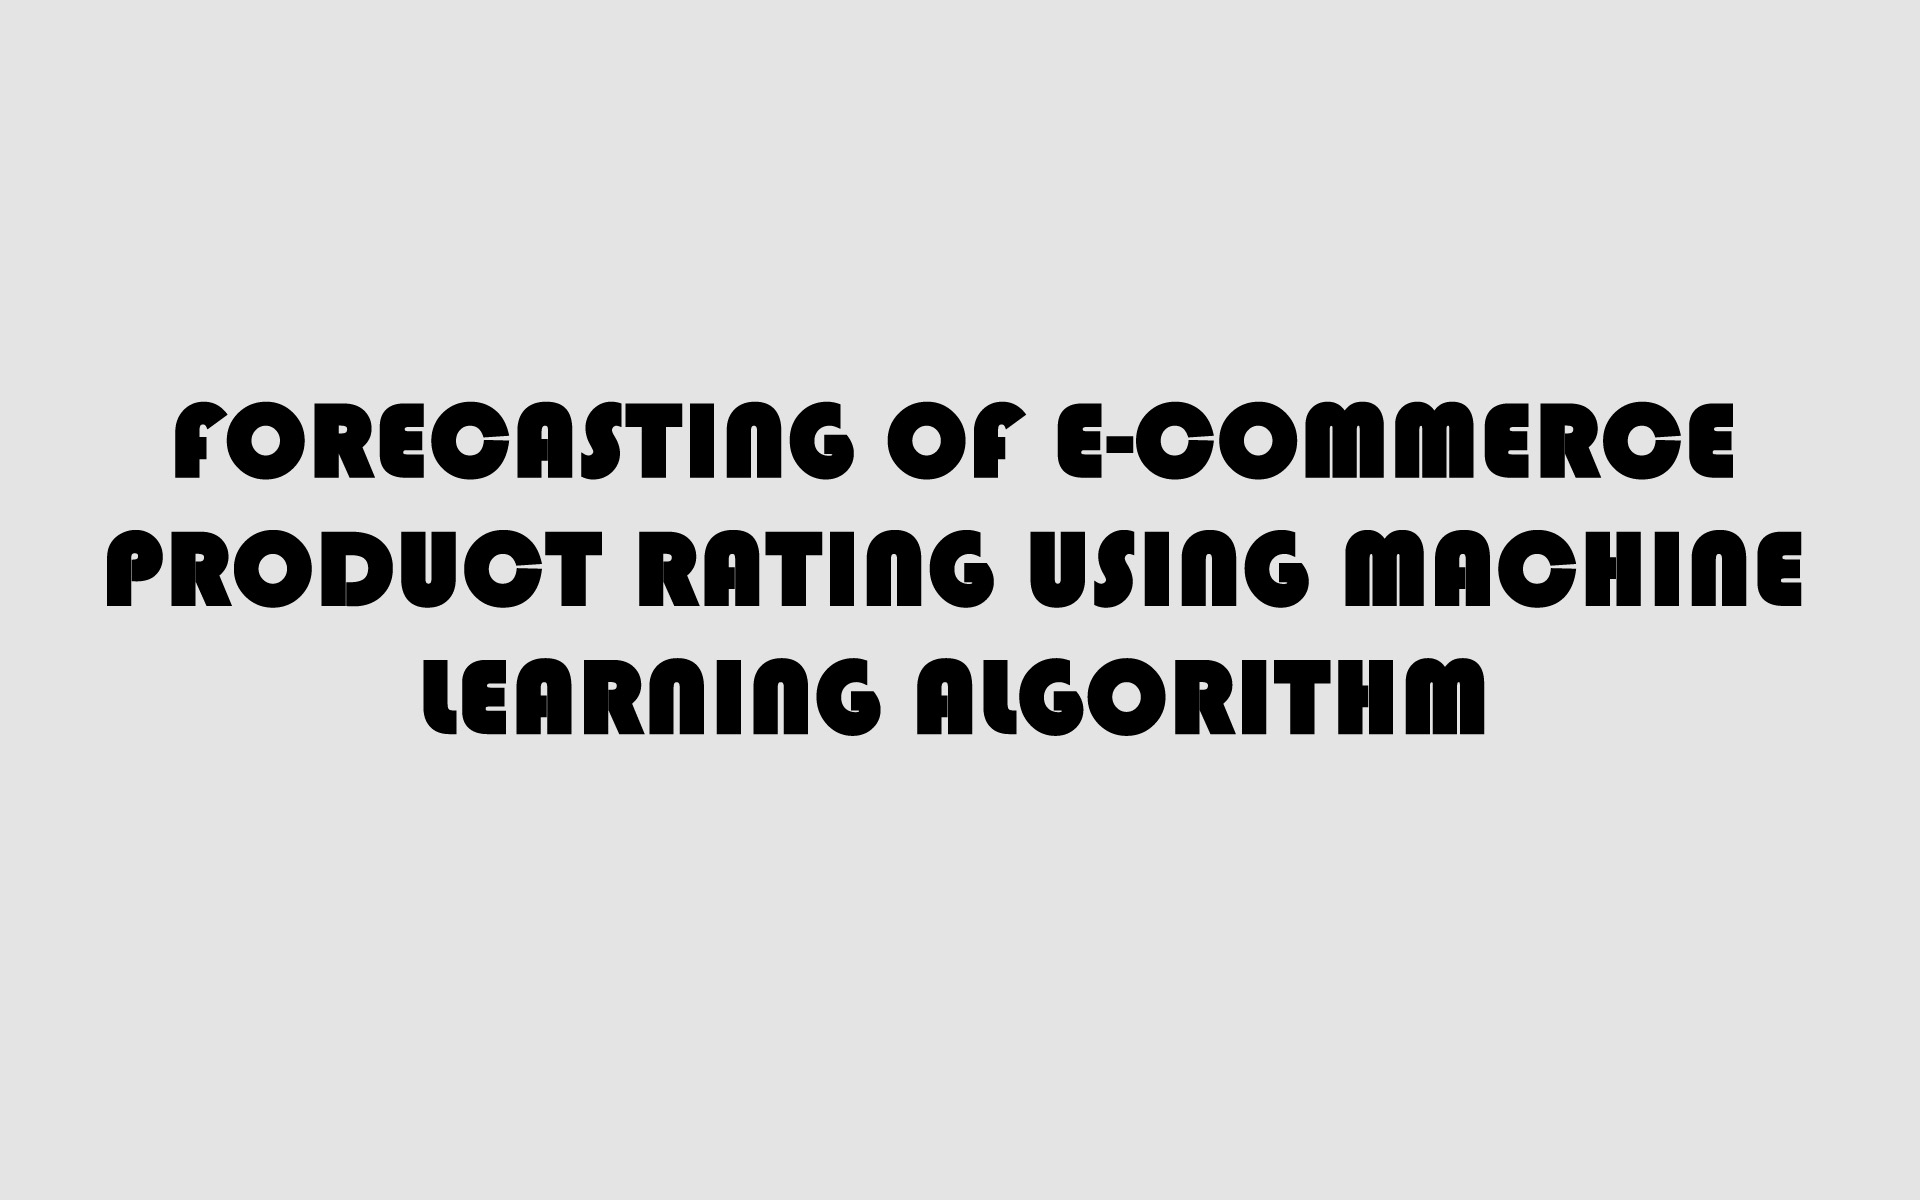 FORECASTING OF E-COMMERCE
PRODUCT RATING USING MACHINE
LEARNING ALGORITHM